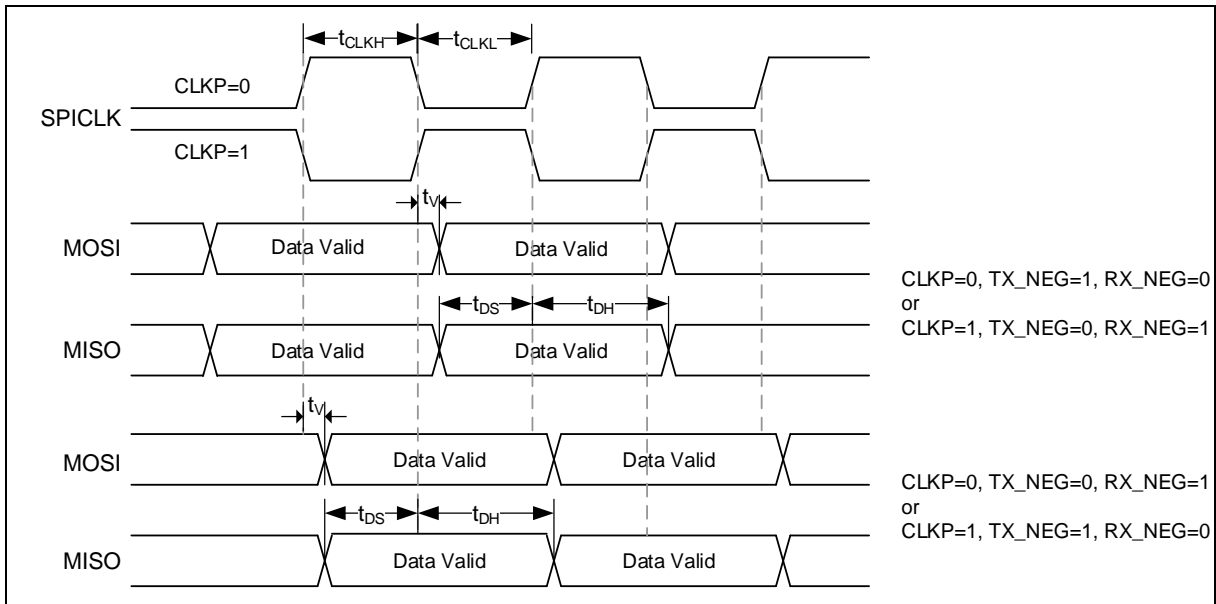 tCLKH tCLKL
CLKP=0
SPICLK
CLKP=1
tV
MOSI Data Valid Data Valid
CLKP=0, TX_NEG=1, RX_NEG=0
or
CLKP=1, TX_NEG=0, RX_NEG=1
tDS tDH
MISO Data Valid Data Valid
tV
MOSI Data Valid Data Valid
CLKP=0, TX_NEG=0, RX_NEG=1
or
CLKP=1, TX_NEG=1, RX_NEG=0
tDS tDH
MISO Data Valid Data Valid